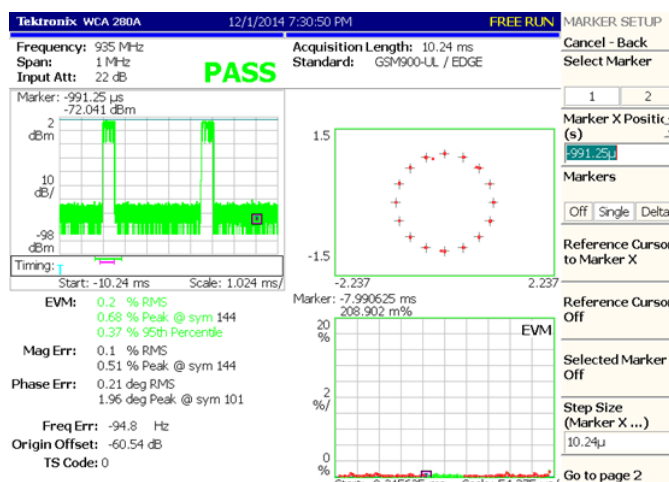 Tektronix WCA 280A 12/1/2014 7:30:50 PM FREE RUN
Frequency: 935 MHz
Span: 1 MHz
Input Att: 22 dB
PASS
Acquisition Length: 10.24 ms
Standard: GSM900-UL / EDGE
Marker: -991.25 µs
-72.041 dBm
2
dBm
10
dB/
-98
dBm
Timing:
Start: -10.24 ms Scale: 1.024 ms/
1.5
-1.5
-2.237 2.237
EVM: 0.2 % RMS
0.68 % Peak @ sym 144
0.37 % 95th Percentile
Mag Err: 0.1 % RMS
0.51 % Peak @ sym 144
Phase Err: 0.21 deg RMS
1.96 deg Peak @ sym 101
Freq Err: -94.8 Hz
Origin Offset: -60.54 dB
TS Code: 0
Marker: -7.990625 ms
208.902 m%
20
%
EVM
2
%/
0
%
MARKER SETUP
Cancel - Back
Select Marker
1 2
Marker X
(s)
-991.25µ
Markers
Off Single Delta
Reference Cursor
to Marker X
Reference Cursor
Off
Selected Marker
Off
Step Size
(Marker X ...)
10.24µ
Go to page 2